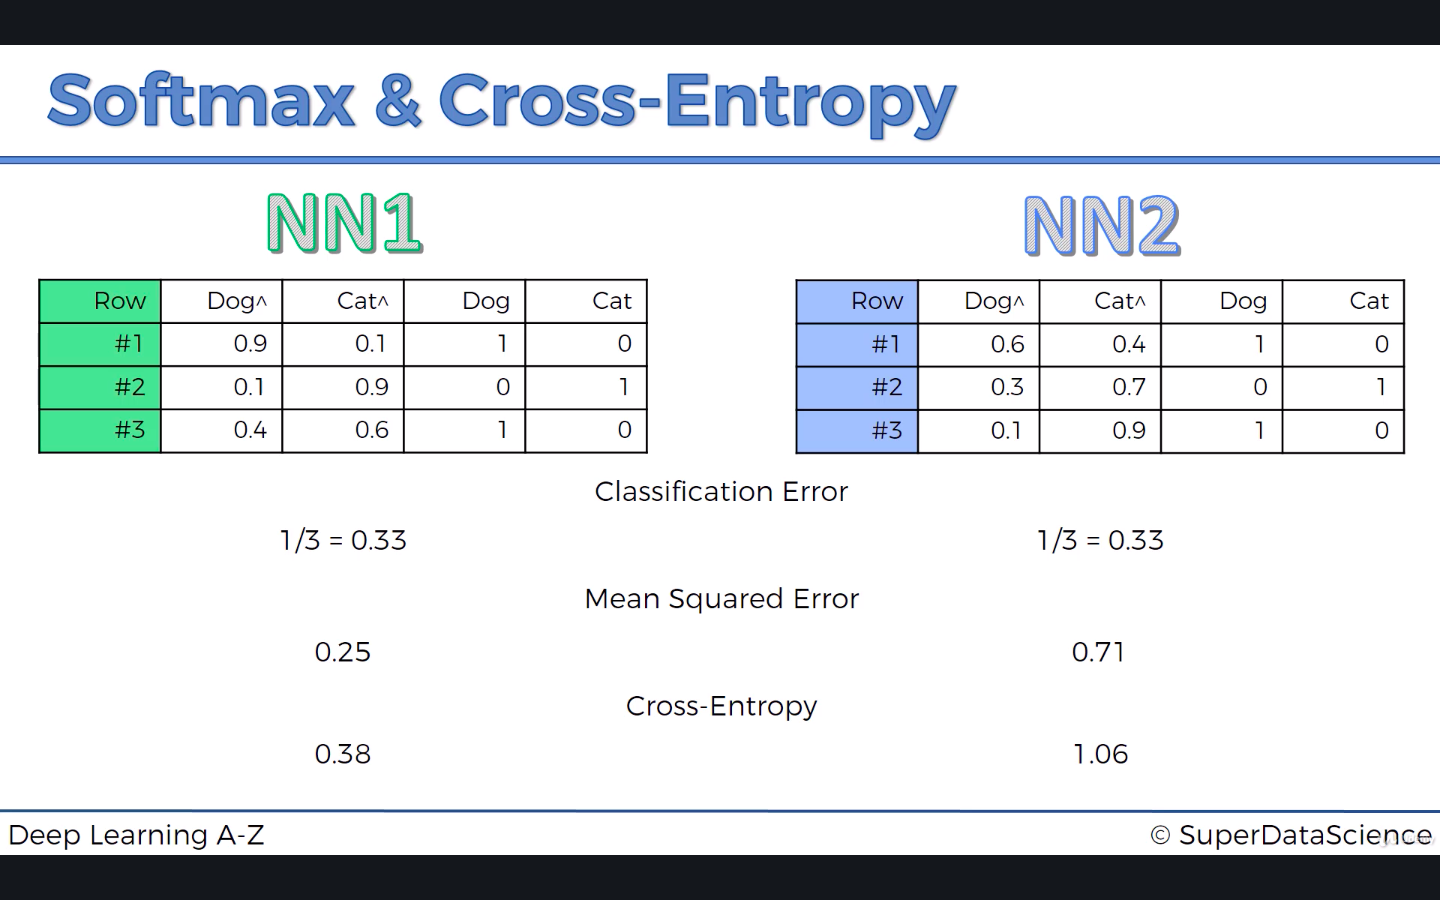 Softmax & Cross-Entropy
NN1
Row Dog^ Cat^ Dog Cat
#1 0.9 0.1 1 0
#2 0.1 0.9 0 1
#3 0.4 0.6 1 0
NN2
Row Dog^ Cat^ Dog Cat
#1 0.6 0.4 1 0
#2 0.3 0.7 0 1
#3 0.1 0.9 1 0
Classification Error
1/3 = 0.33
1/3 = 0.33
Mean Squared Error
0.25
0.71
Cross-Entropy
0.38
1.06
Deep Learning A-Z
© SuperDataScience